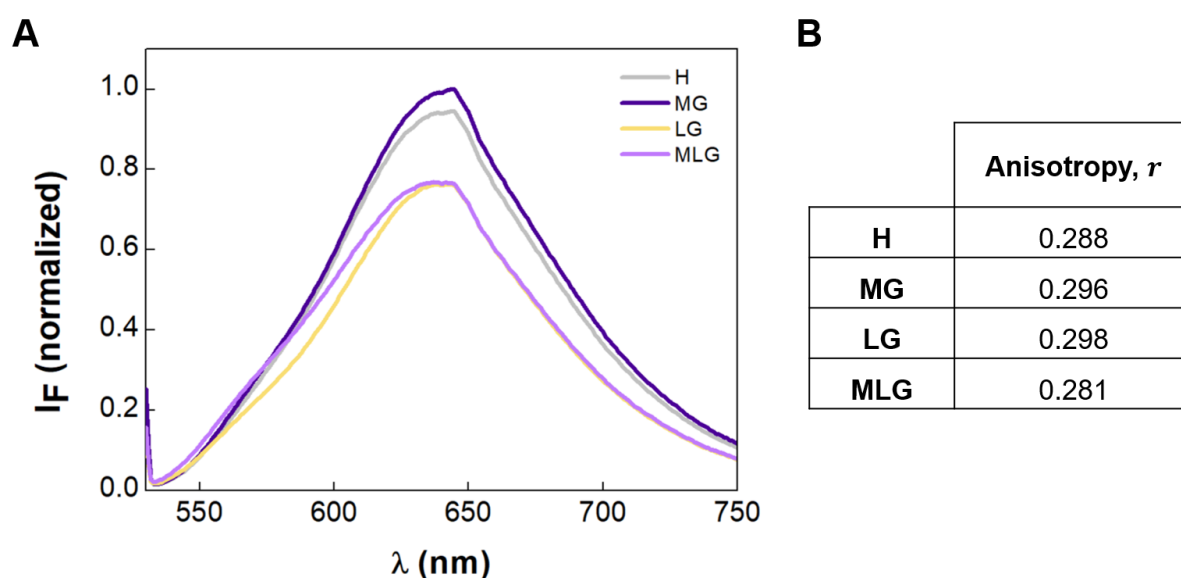 A
I_F (normalized)
1.0
0.8
0.6
0.4
0.2
0.0
H
MG
LG
MLG
550 600 650 700 750
λ (nm)
B
Anisotropy, r
H 0.288
MG 0.296
LG 0.298
MLG 0.281